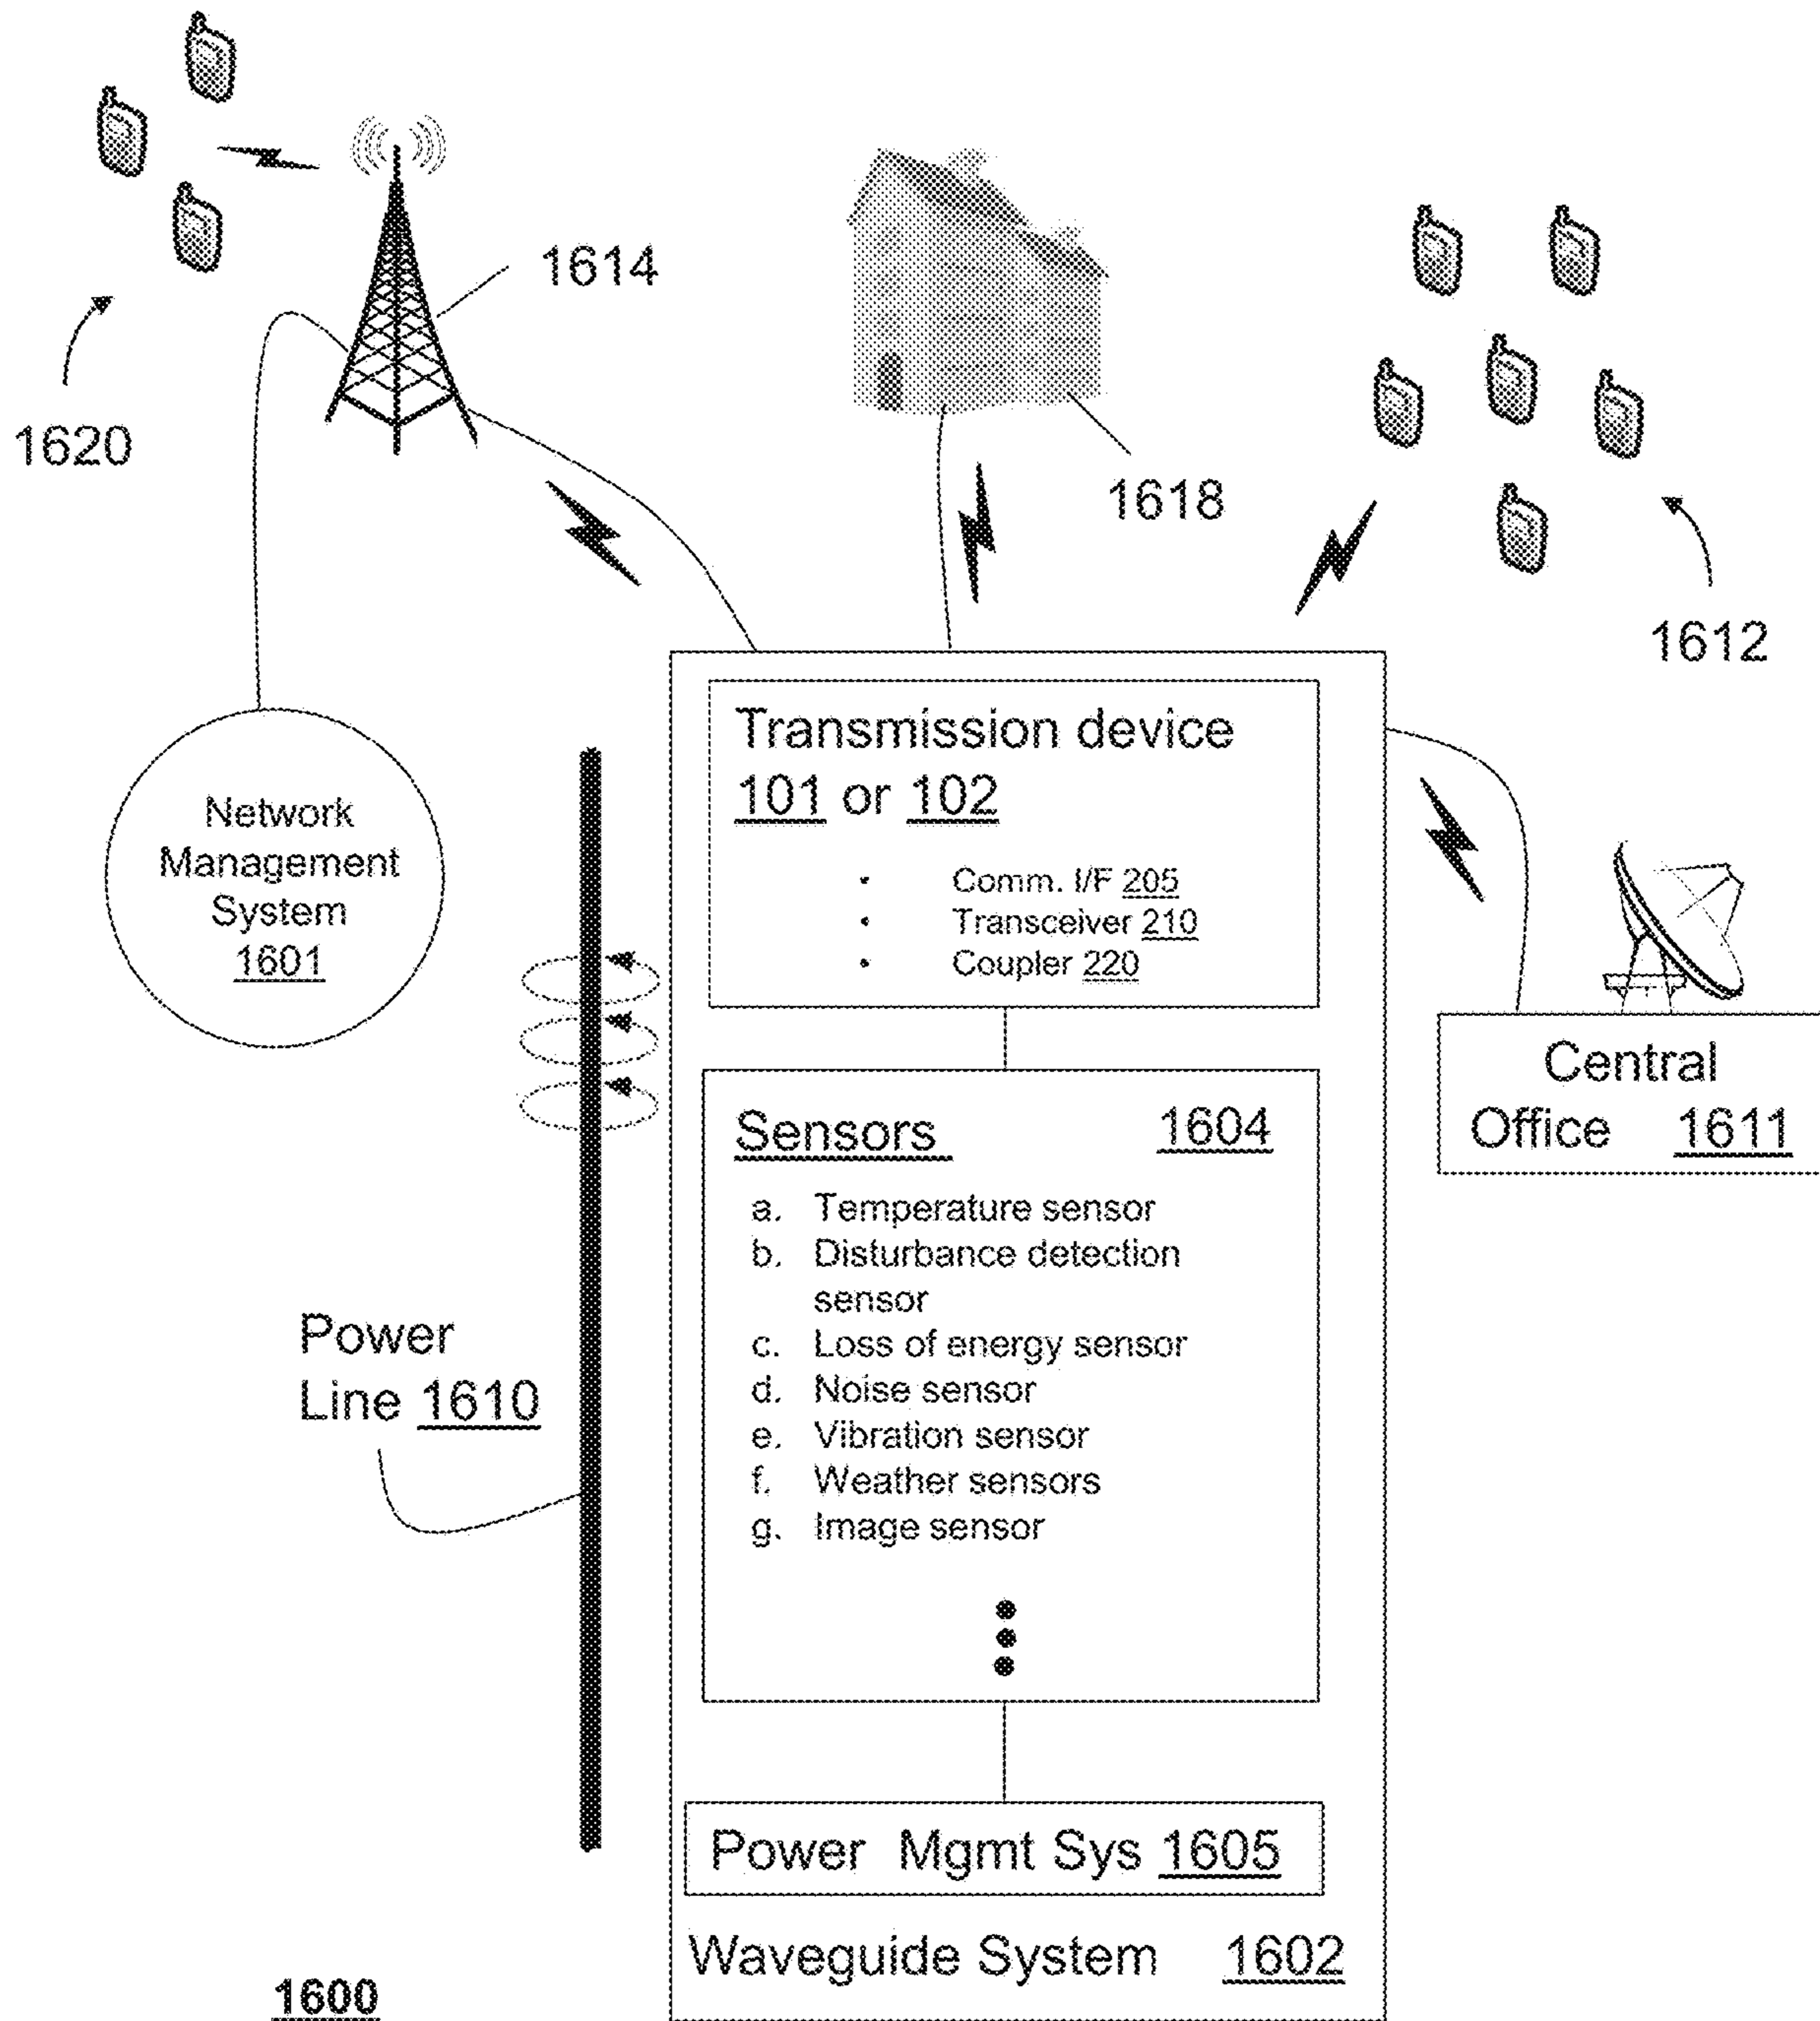 1614
1620
1618
1612
Network
Management
System
1601
Transmission device
101 or 102
· Comm. I/F 205
· Transceiver 210
· Coupler 220
Central
Office 1611
Sensors 1604
a. Temperature sensor
b. Disturbance detection
sensor
c. Loss of energy sensor
d. Noise sensor
e. Vibration sensor
f. Weather sensors
g. Image sensor
Power
Line 1610
Power Mgmt Sys 1605
Waveguide System 1602
1600